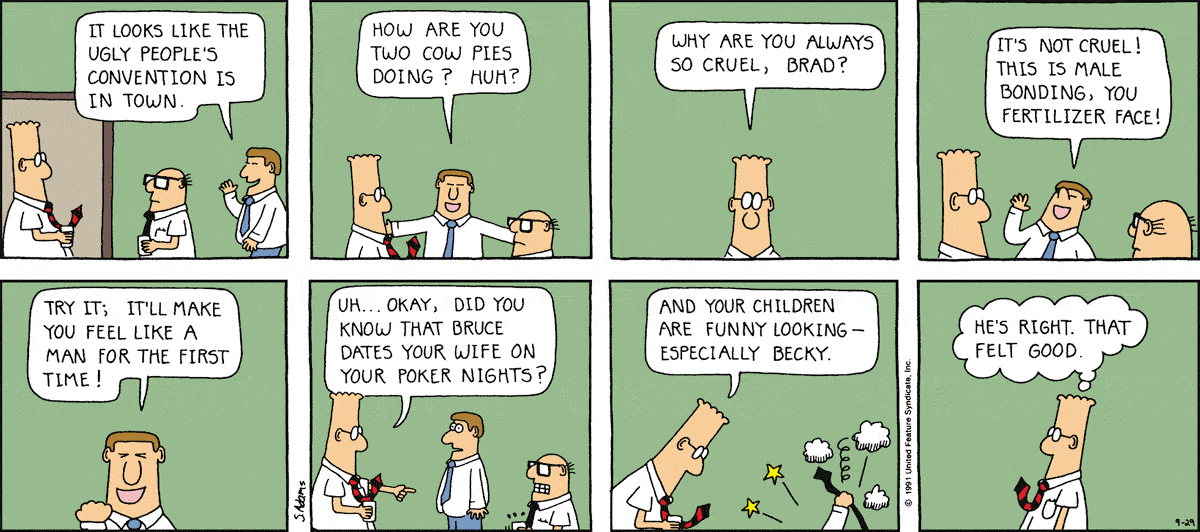 IT LOOKS LIKE THE
UGLY PEOPLE'S
CONVENTION IS
IN TOWN.
HOW ARE YOU
TWO COW PIES
DOING? HUH?
WHY ARE YOU ALWAYS
SO CRUEL, BRAD?
IT'S NOT CRUEL!
THIS IS MALE
BONDING, YOU
FERTILIZER FACE!
TRY IT; IT'LL MAKE
YOU FEEL LIKE A
MAN FOR THE FIRST
TIME!
S. Adams
UH... OKAY, DID YOU
KNOW THAT BRUCE
DATES YOUR WIFE ON
YOUR POKER NIGHTS?
AND YOUR CHILDREN
ARE FUNNY LOOKING—
ESPECIALLY BECKY.
© 1991 United Feature Syndicate, Inc.
HE'S RIGHT. THAT
FELT GOOD.
9-29